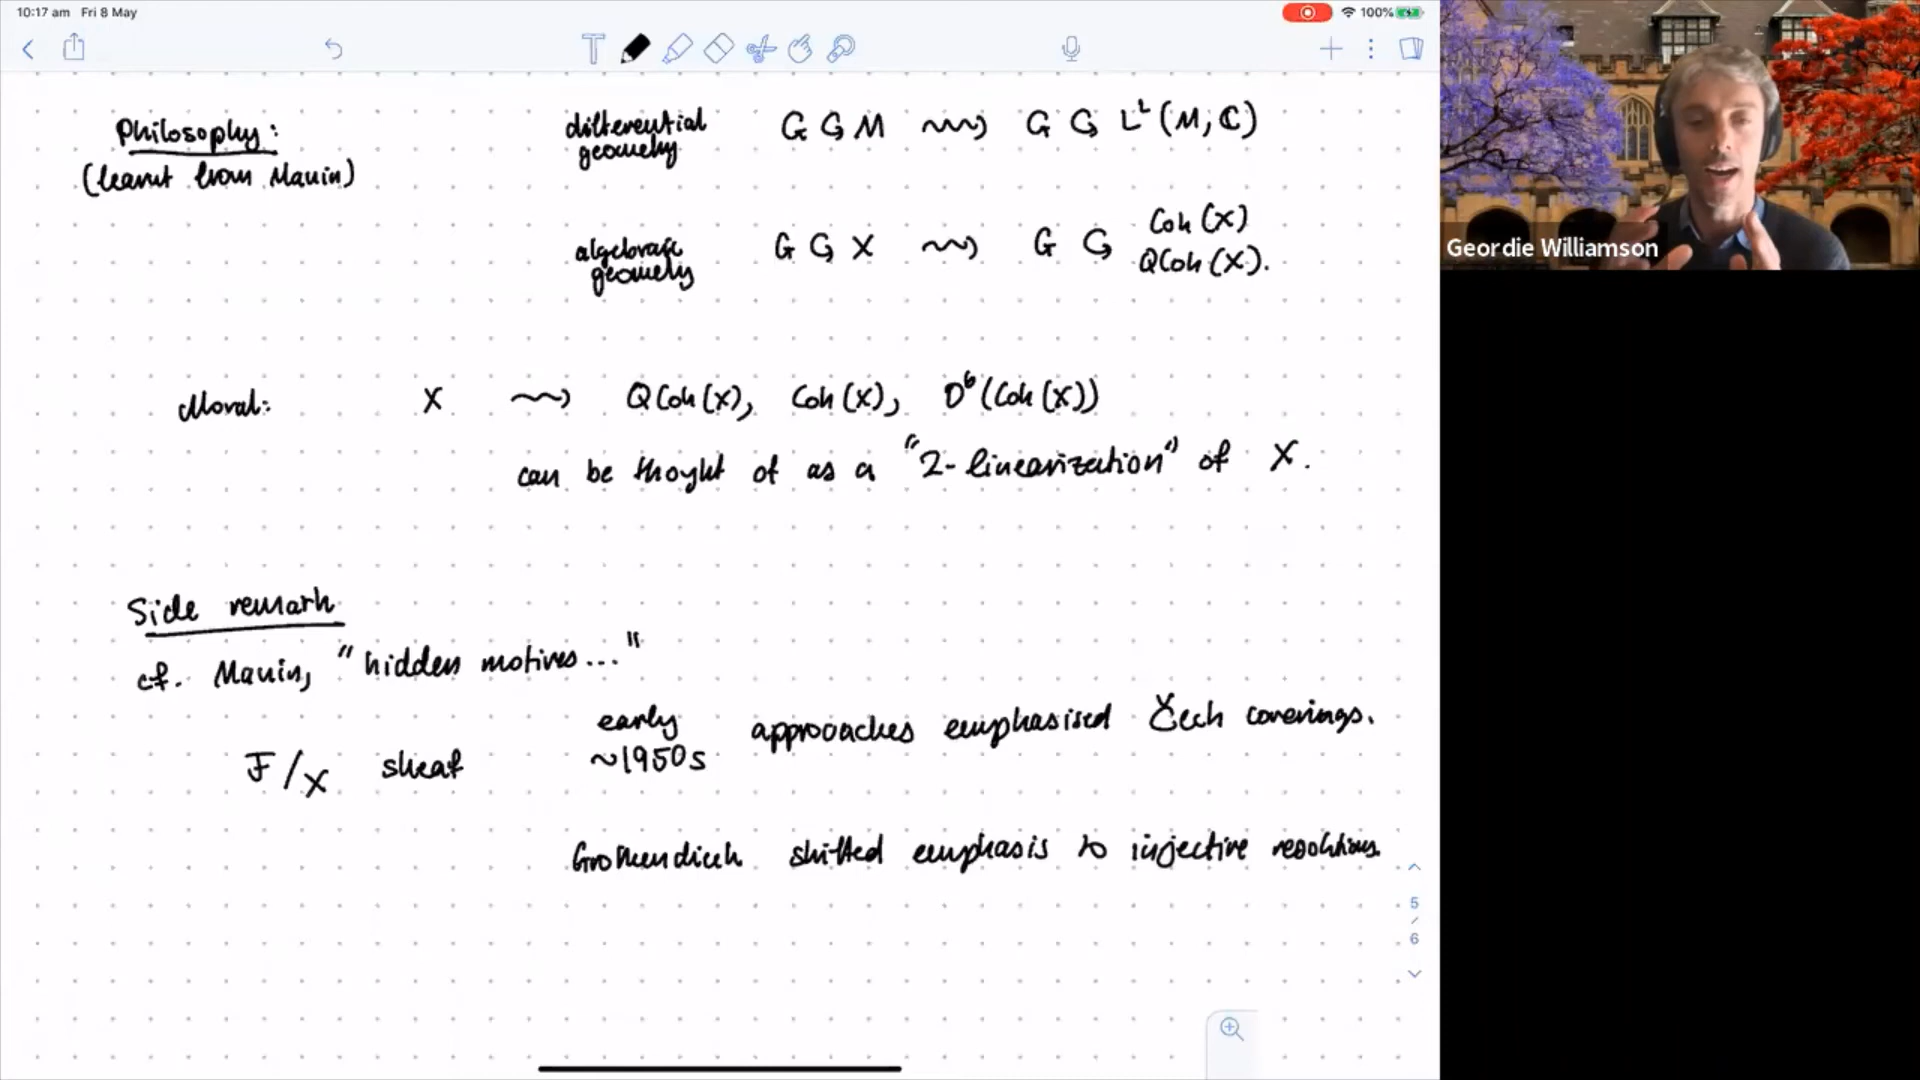 10:17 am Fri 8 May
100%
Philosophy:
(learnt from Manin)
differential
geometry
G ↻ M ⇝ G ↻ L²(M, ℂ)
algebraic
geometry
G ↻ X ⇝ G ↻
Coh(X)
QCoh(X).
Moral:
X ⇝ QCoh(X), Coh(X), Dᵇ(Coh(X))
can be thoyht of as a "2-linearization" of X.
Side remark
cf. Manin, "hidden motives..."
F/X sheaf
early
~1950s
approaches emphasised Čech coverings.
Grothendieck shifted emphasis to injective resolutions.
5
/
6
Geordie Williamson